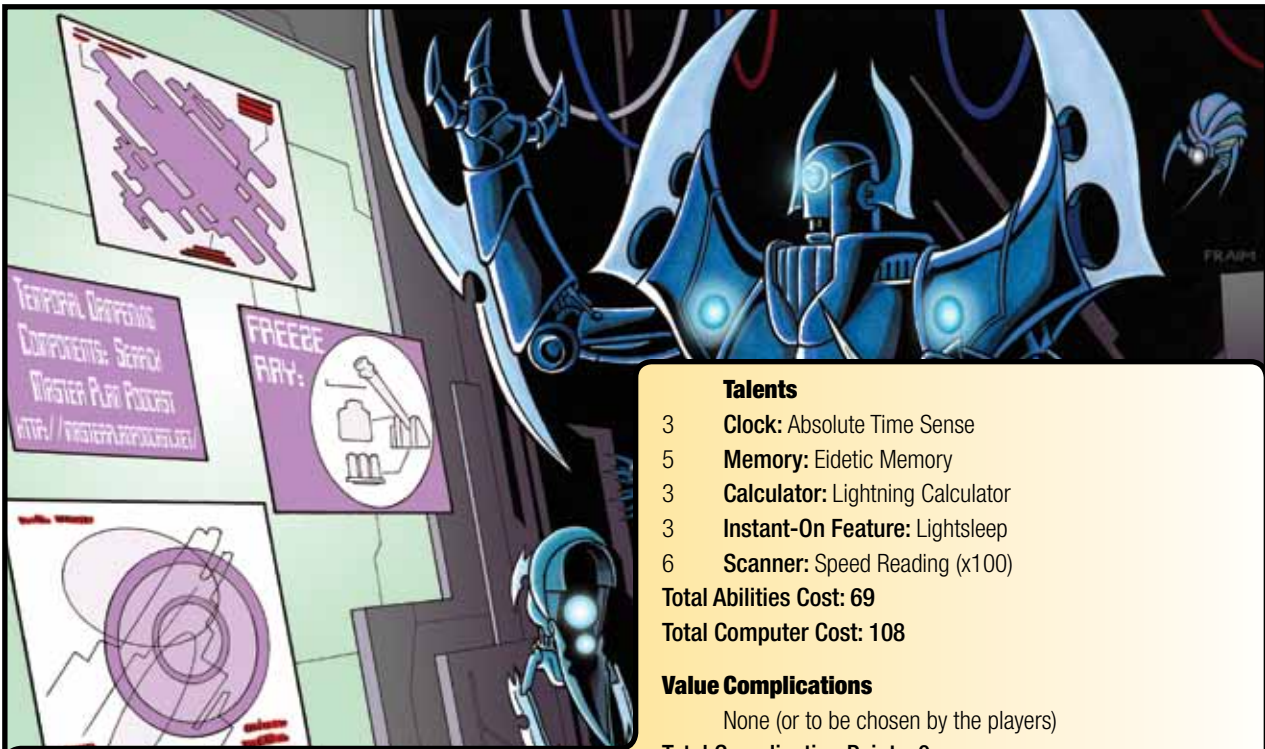 TEMPORAL DAMPENING
COMPONENTS: SEARCH
MASTER PLAN PODCAST
HTTP://MASTERPLANPODCAST.NET/
FREEZE
RAY:
FRAIM
Talents
3 Clock: Absolute Time Sense
5 Memory: Eidetic Memory
3 Calculator: Lightning Calculator
3 Instant-On Feature: Lightsleep
6 Scanner: Speed Reading (x100)
Total Abilities Cost: 69
Total Computer Cost: 108
Value Complications
None (or to be chosen by the players)